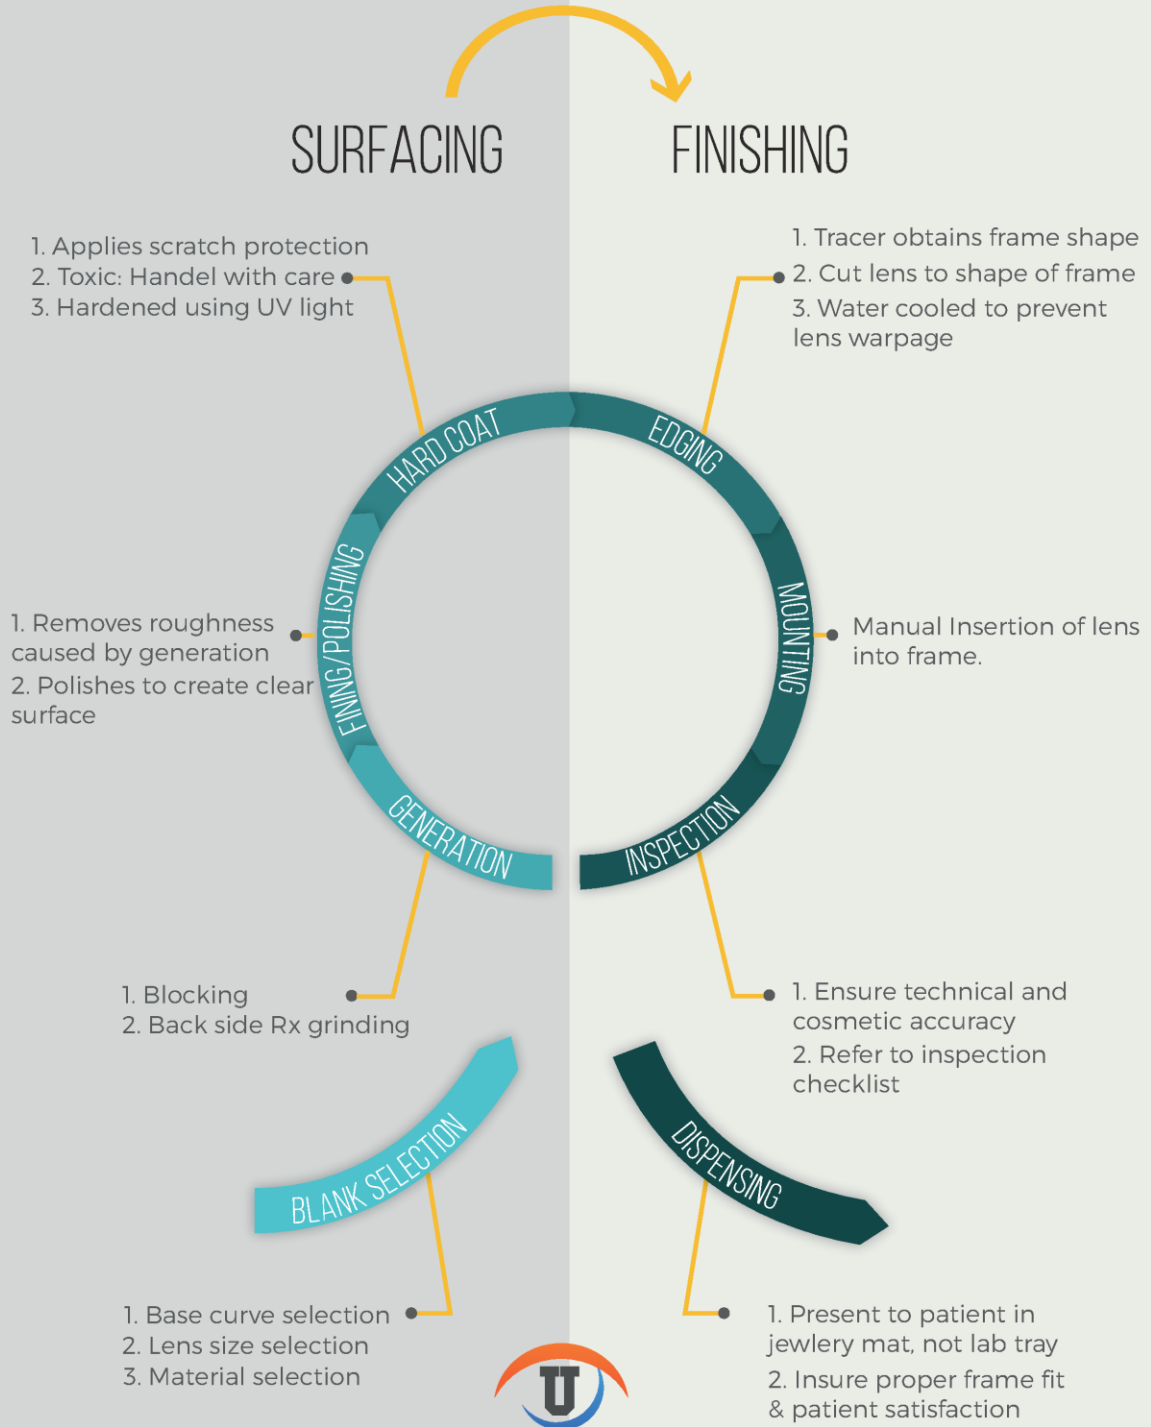 SURFACING
FINISHING
1. Applies scratch protection
2. Toxic: Handel with care
3. Hardened using UV light
1. Tracer obtains frame shape
2. Cut lens to shape of frame
3. Water cooled to prevent
lens warpage
HARD COAT
EDGING
FINING/POLISHING
MOUNTING
1. Removes roughness
caused by generation
2. Polishes to create clear
surface
Manual Insertion of lens
into frame.
GENERATION
INSPECTION
1. Blocking
2. Back side Rx grinding
1. Ensure technical and
cosmetic accuracy
2. Refer to inspection
checklist
BLANK SELECTION
DISPENSING
1. Base curve selection
2. Lens size selection
3. Material selection
1. Present to patient in
jewlery mat, not lab tray
2. Insure proper frame fit
& patient satisfaction
U